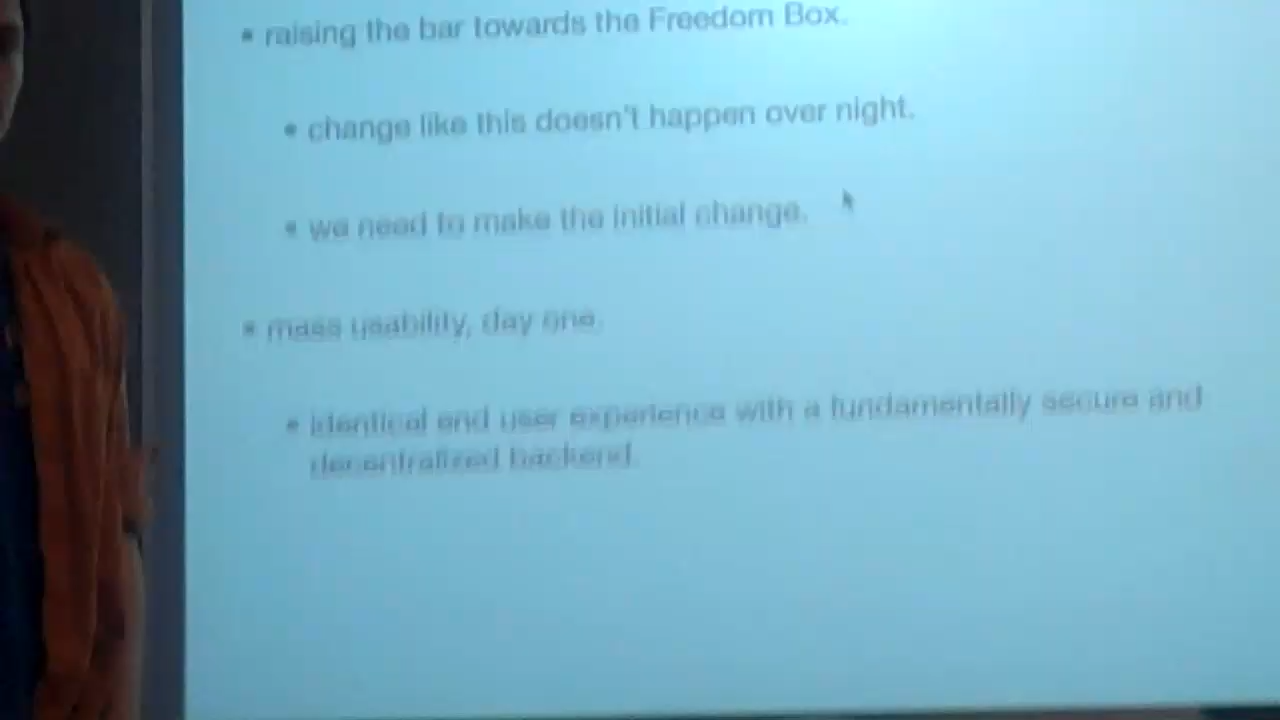 • raising the bar towards the Freedom Box.
• change like this doesn't happen over night.
• we need to make the initial change.
• mass usability, day one.
• identical end user experience with a fundamentally secure and
decentralized backend.